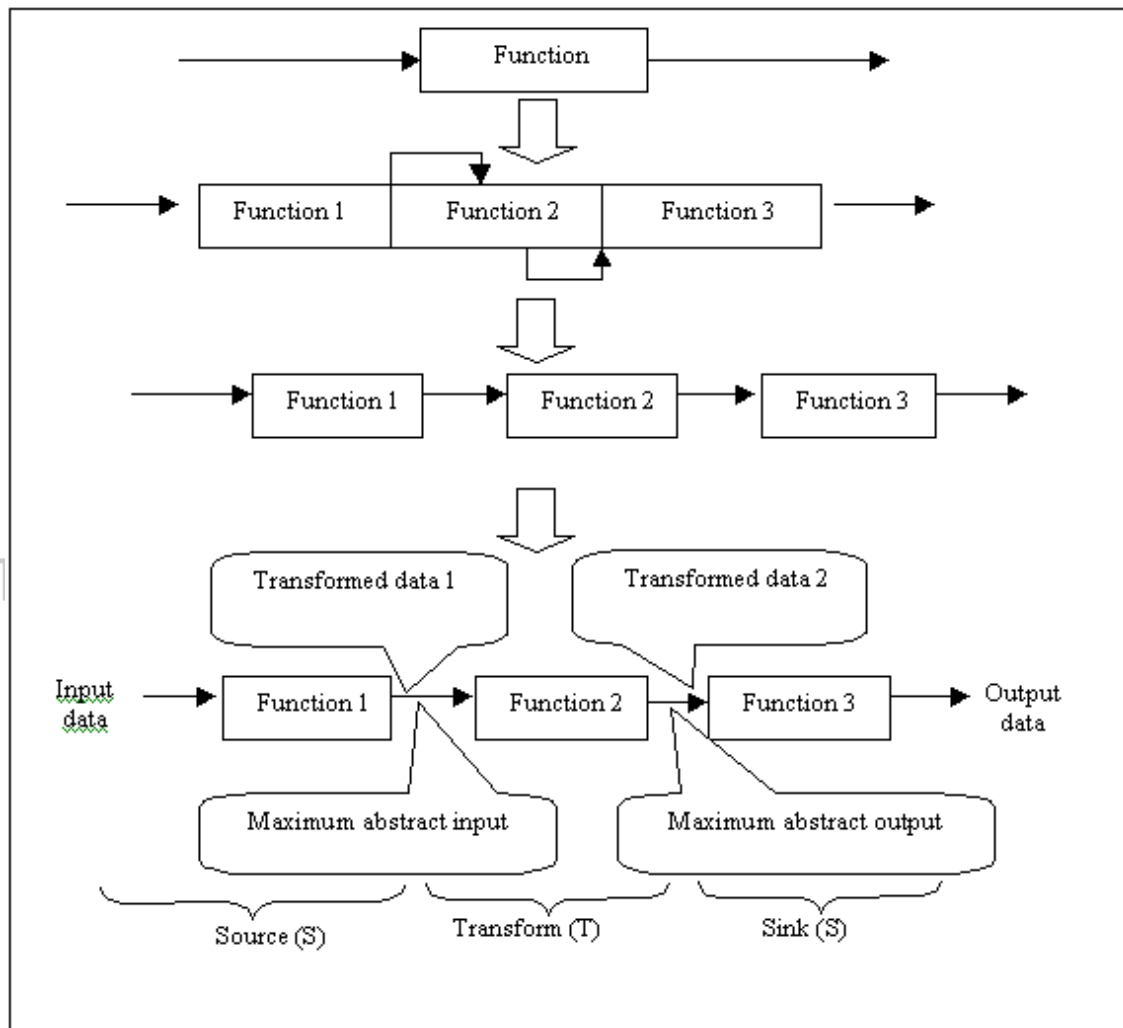 Function
Function 1
Function 2
Function 3
Function 1
Function 2
Function 3
Transformed data 1
Transformed data 2
Input
data
Function 1
Function 2
Function 3
Output
data
Maximum abstract input
Maximum abstract output
Source (S)
Transform (T)
Sink (S)